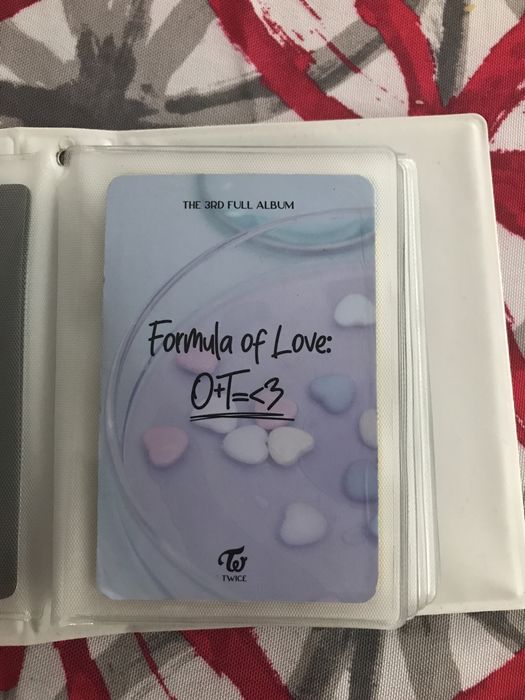 THE 3RD FULL ALBUM
Formula of Love:
O+T=<3
TWICE